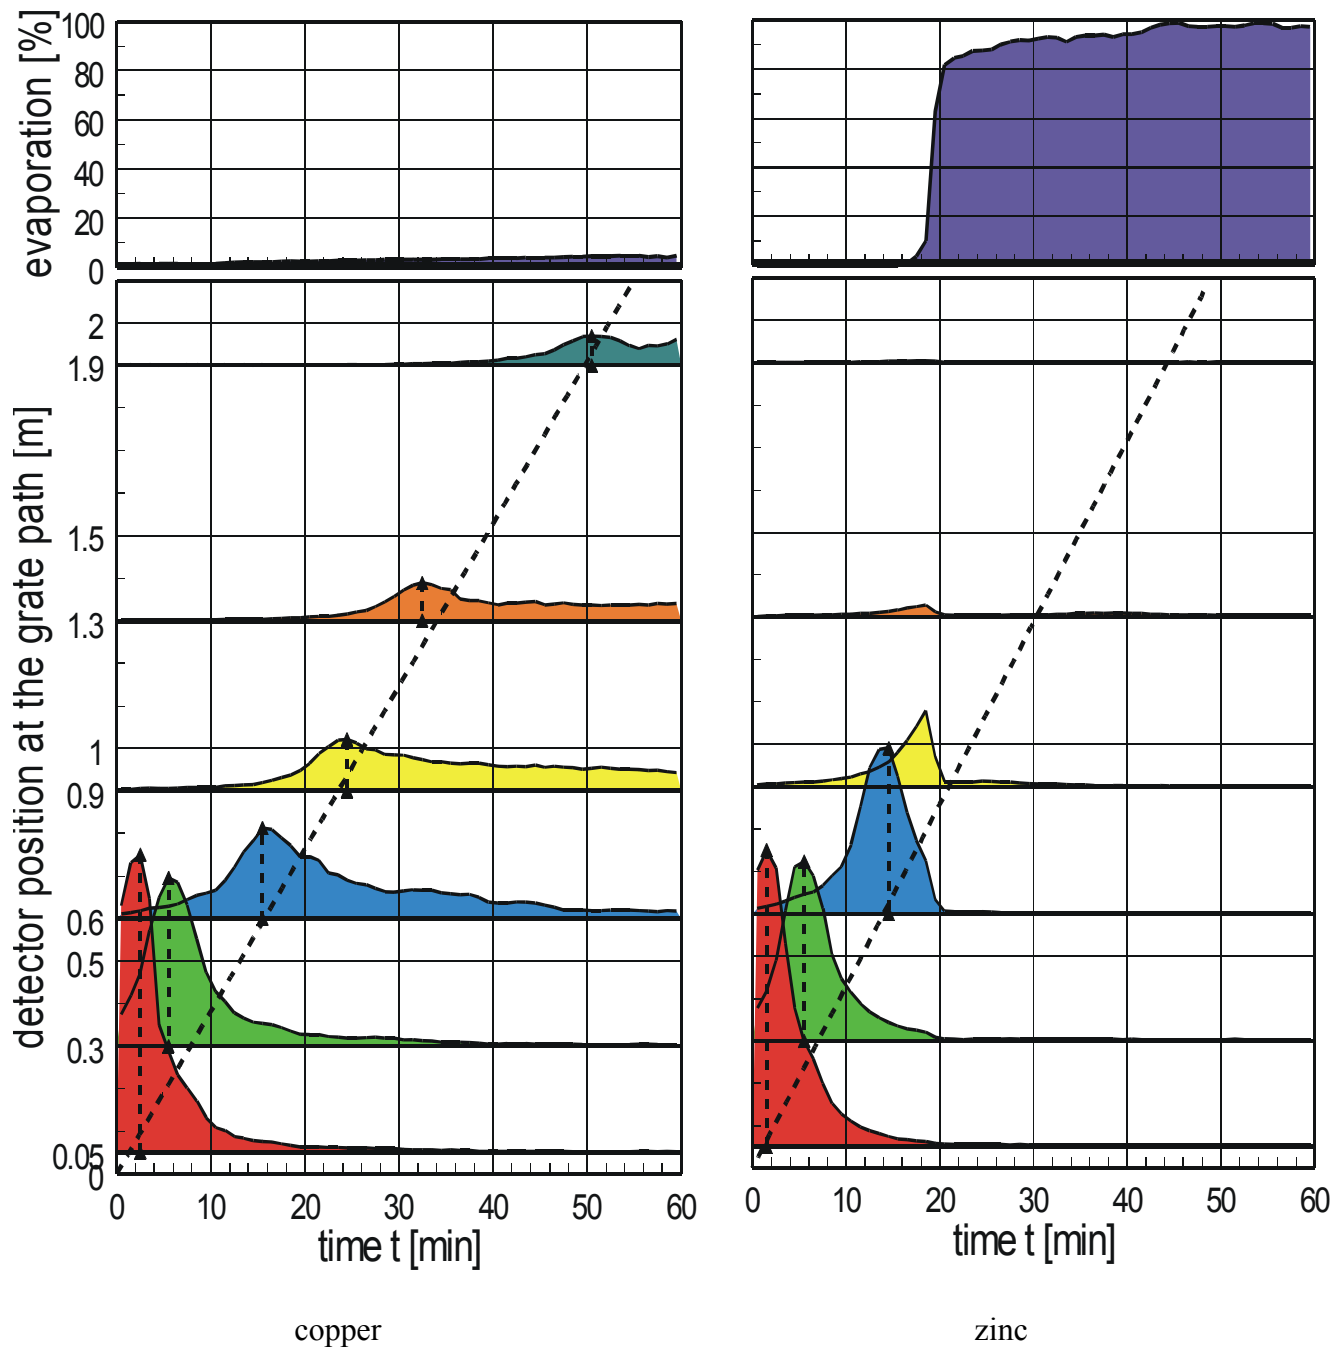 evaporation [%]
100
80
60
40
20
0
detector position at the grate path [m]
2
1.9
1.5
1.3
1
0.9
0.6
0.5
0.3
0.05
0
0 10 20 30 40 50 60
time t [min]
0 10 20 30 40 50 60
time t [min]
copper
zinc